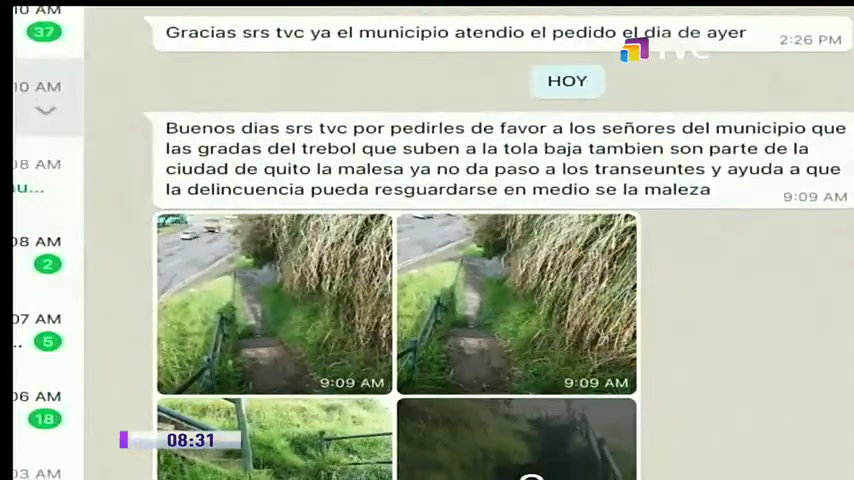 10 AM
37
10 AM
08 AM
u...
08 AM
2
07 AM
..
5
06 AM
18
03 AM
Gracias srs tvc ya el municipio atendio el pedido el dia de ayer
2:26 PM
tvc
HOY
Buenos dias srs tvc por pedirles de favor a los señores del municipio que
las gradas del trebol que suben a la tola baja tambien son parte de la
ciudad de quito la malesa ya no da paso a los transeuntes y ayuda a que
la delincuencia pueda resguardarse en medio se la maleza
9:09 AM
9:09 AM
9:09 AM
08:31